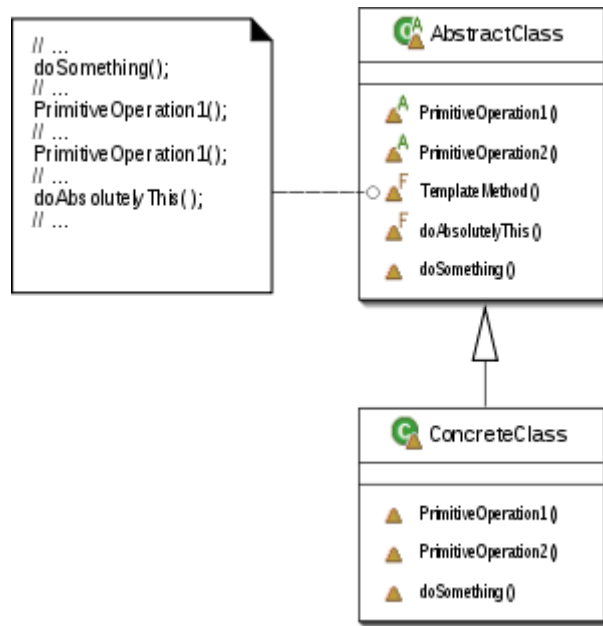 // ...
doSomething();
// ...
PrimitiveOperation1();
// ...
PrimitiveOperation1();
// ...
doAbsolutelyThis();
// ...
C A AbstractClass
A PrimitiveOperation1()
A PrimitiveOperation2()
F TemplateMethod()
F doAbsolutelyThis()
doSomething()
C ConcreteClass
PrimitiveOperation1()
PrimitiveOperation2()
doSomething()